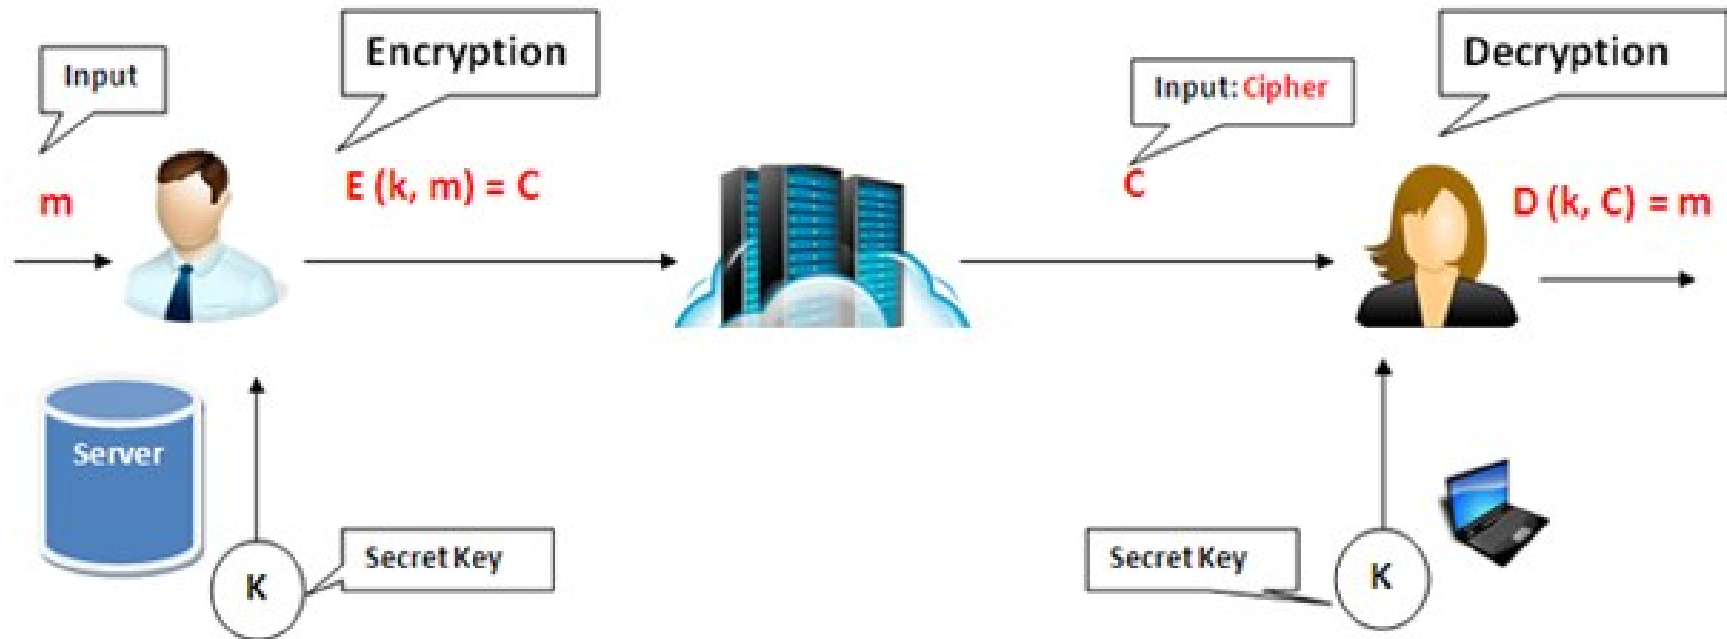 Input
Encryption
Input: Cipher
Decryption
m
E (k, m) = C
C
D (k, C) = m
Server
K
Secret Key
Secret Key
K